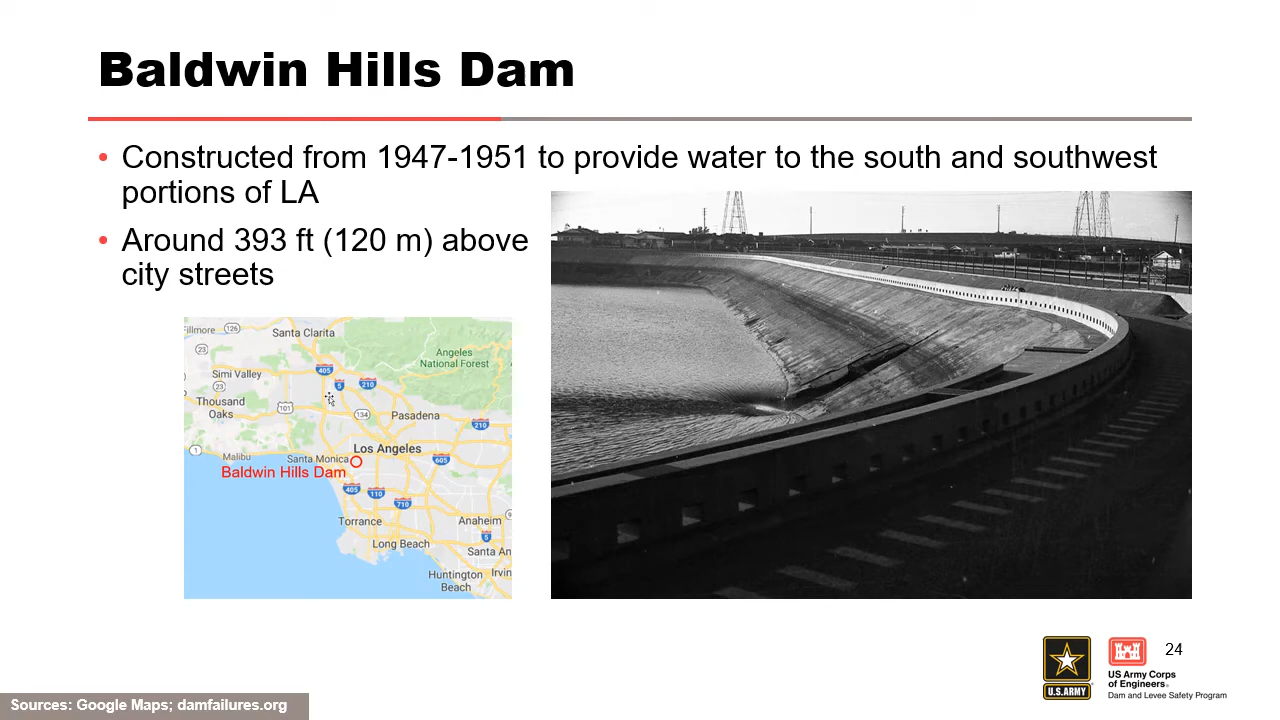 Baldwin Hills Dam
• Constructed from 1947-1951 to provide water to the south and southwest
portions of LA
• Around 393 ft (120 m) above
city streets
Fillmore
126
Santa Clarita
23
Angeles
National Forest
405
5
210
Simi Valley
23
Thousand
Oaks
101
134
Pasadena
210
1
Malibu
Los Angeles
Santa Monica
605
Baldwin Hills Dam
405
110
710
Torrance
Anaheim
5
Long Beach
Santa An
Huntington
Beach
Irvin
24
U.S.ARMY
US Army Corps
of Engineers®
Dam and Levee Safety Program
Sources: Google Maps; damfailures.org